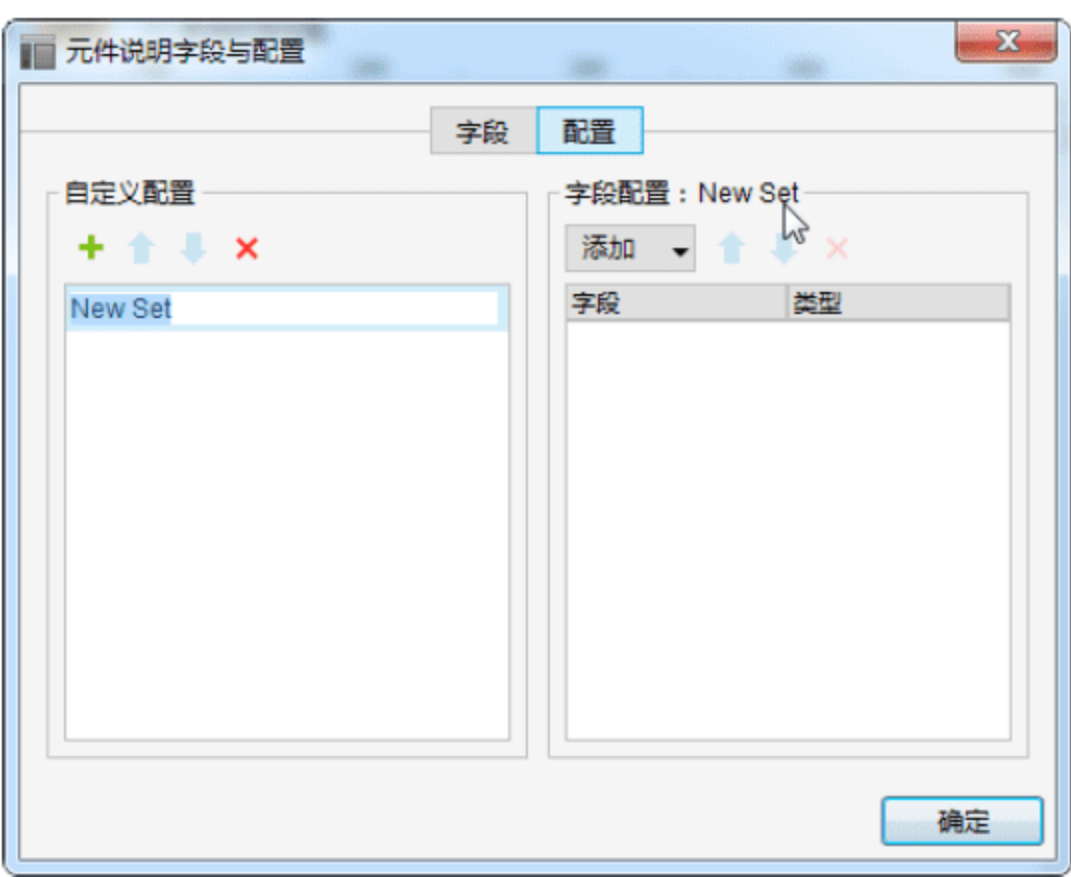 元件说明字段与配置
字段 配置
自定义配置
字段配置：New Set
添加
New Set
字段 类型
确定